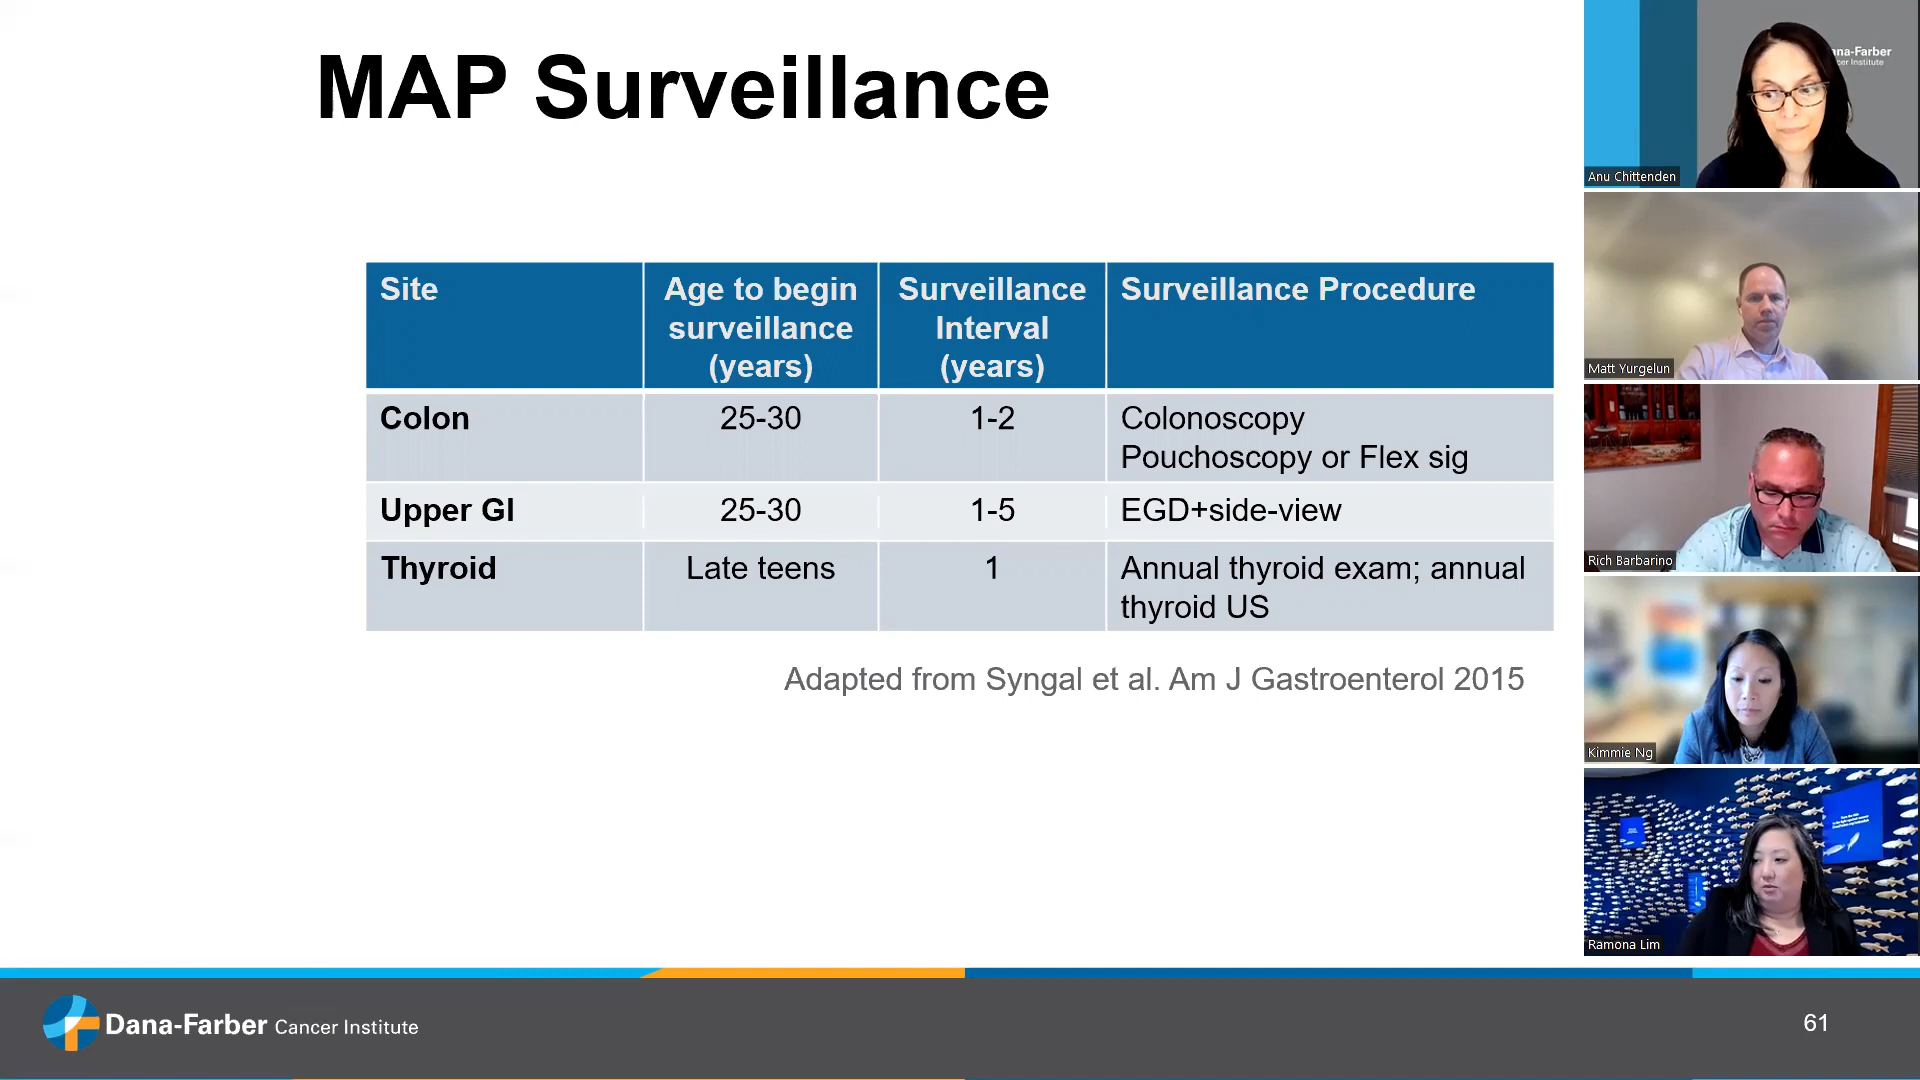 MAP Surveillance
Site
Age to begin
surveillance
(years)
Surveillance
Interval
(years)
Surveillance Procedure
Colon
25-30
1-2
Colonoscopy
Pouchoscopy or Flex sig
Upper GI
25-30
1-5
EGD+side-view
Thyroid
Late teens
1
Annual thyroid exam; annual
thyroid US
Adapted from Syngal et al. Am J Gastroenterol 2015
Anu Chittenden
Matt Yurgelun
Rich Barbarino
Kimmie Ng
Ramona Lim
Dana-Farber Cancer Institute
61